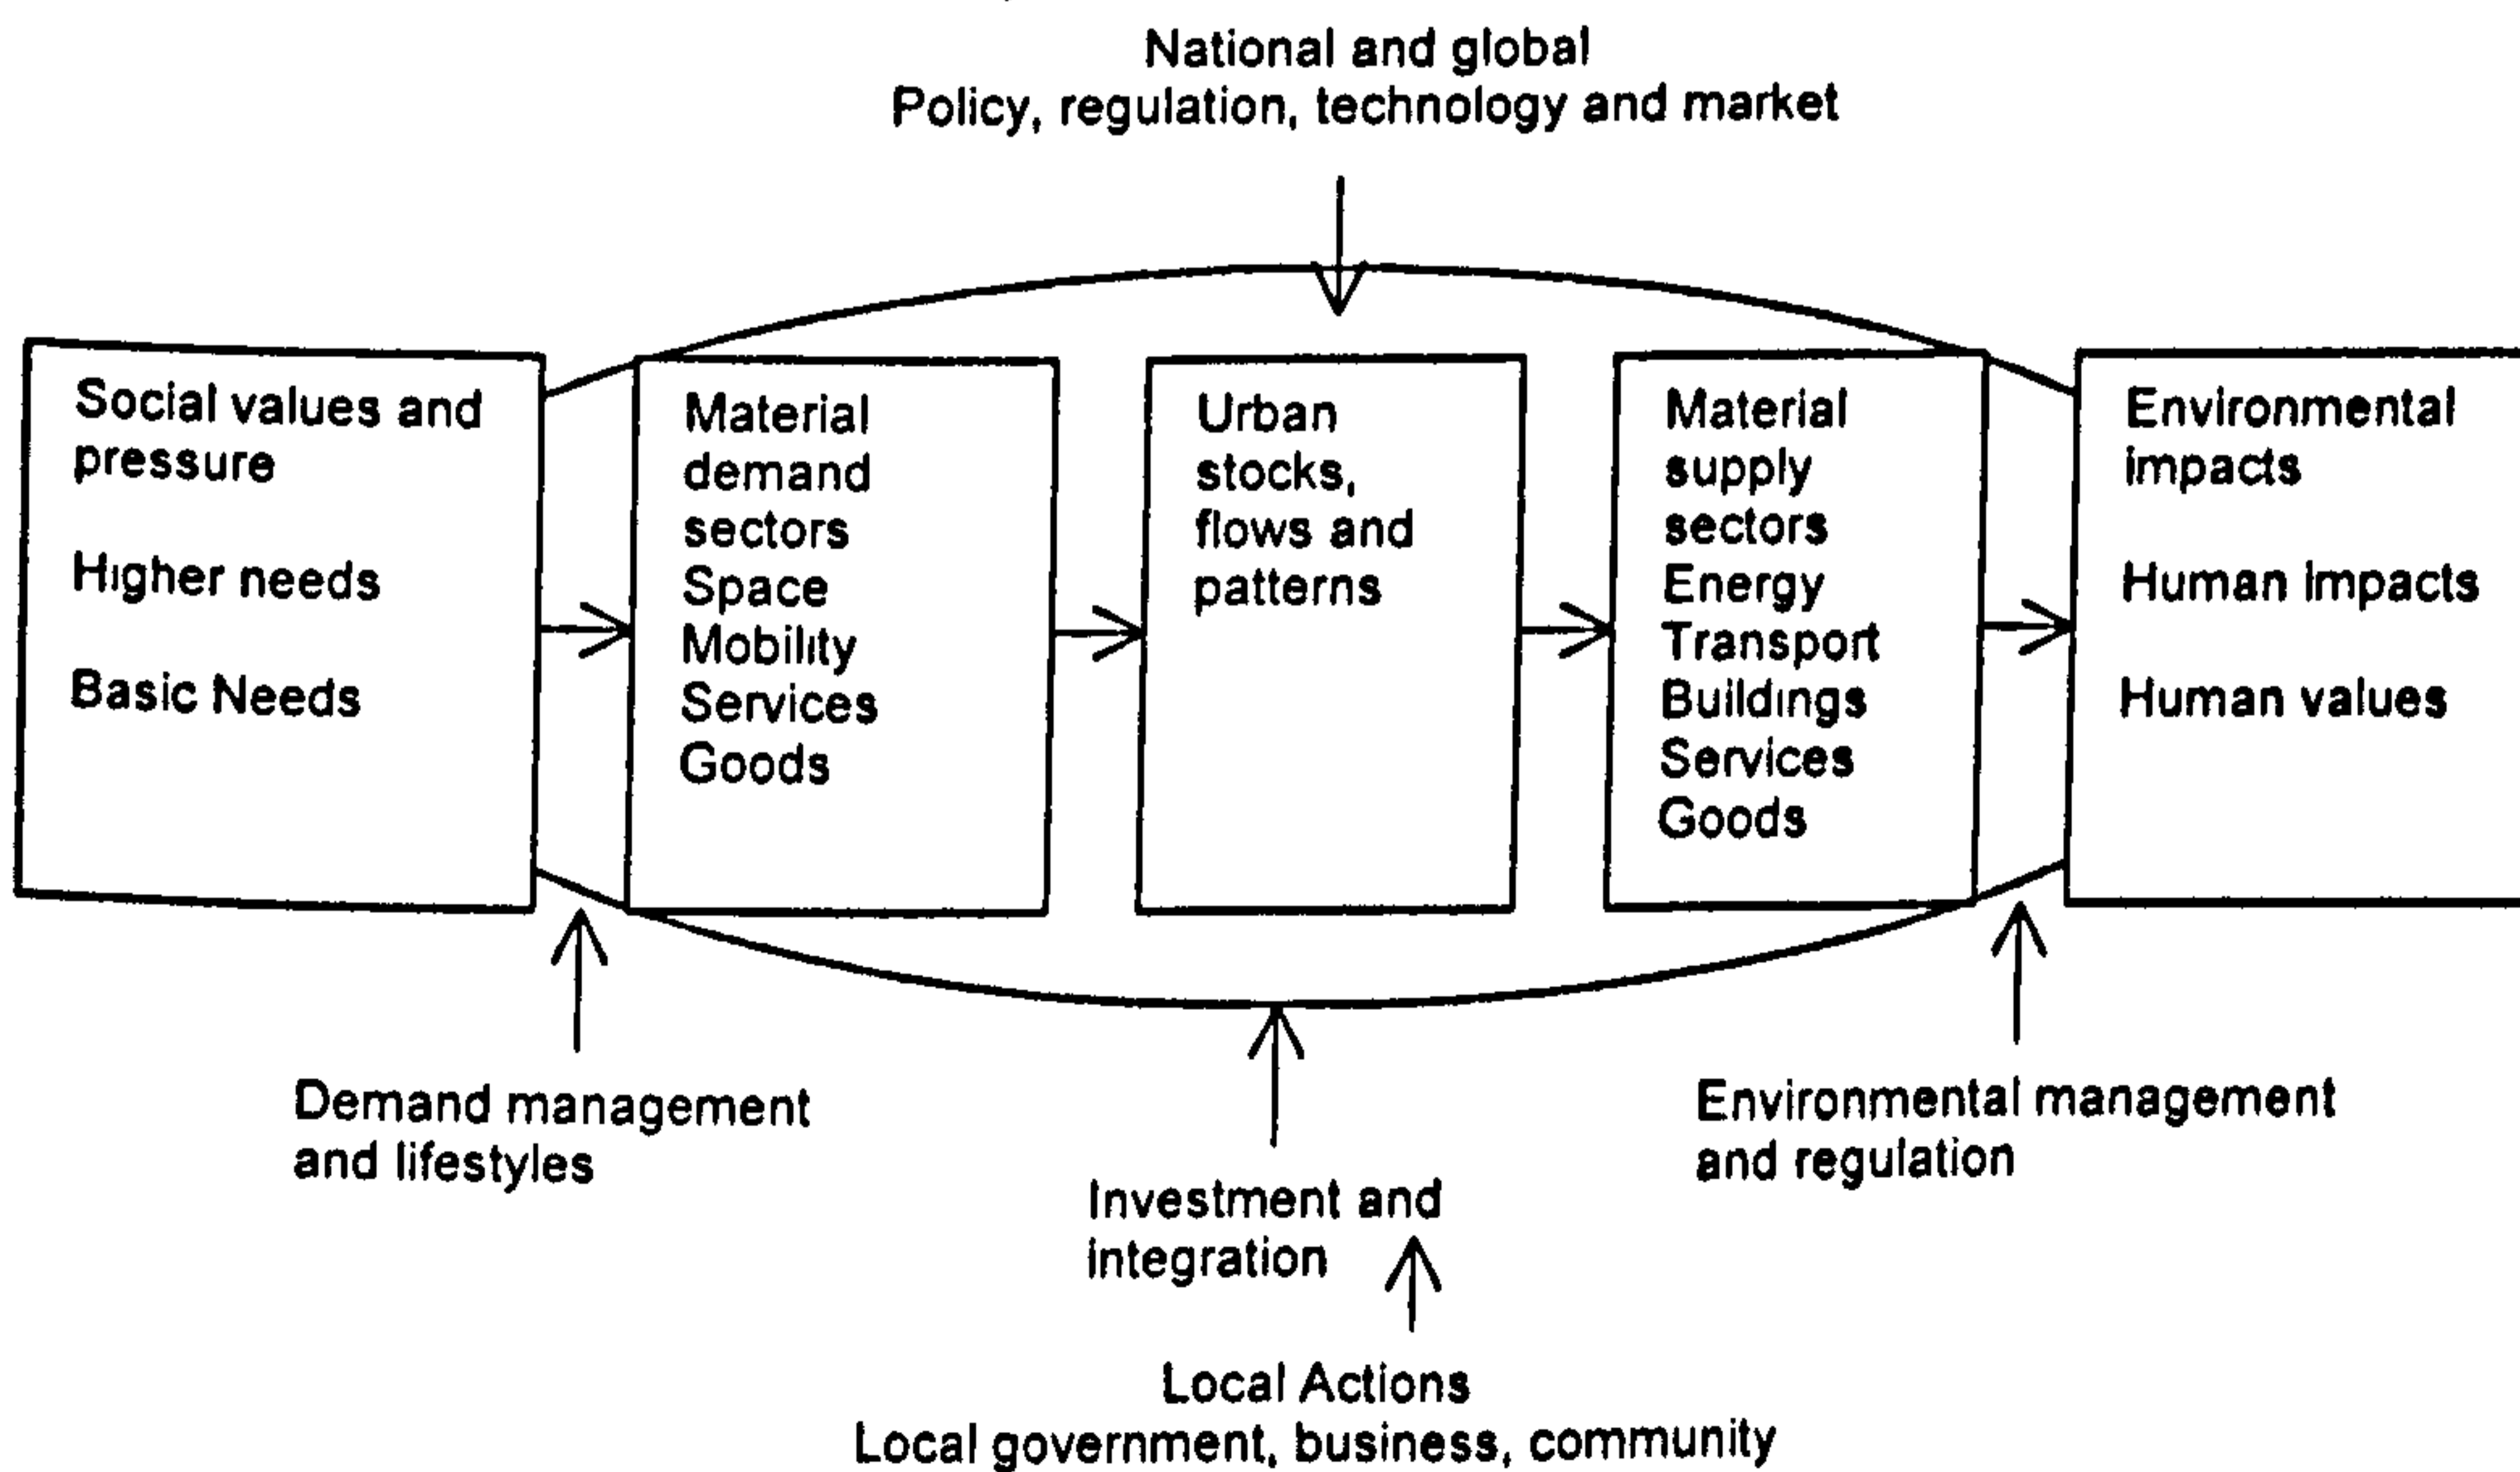 National and global
Policy, regulation, technology and market
Social values and
pressure
Higher needs
Basic Needs
Material
demand
sectors
Space
Mobility
Services
Goods
Urban
stocks,
flows and
patterns
Material
supply
sectors
Energy
Transport
Buildings
Services
Goods
Environmental
impacts
Human impacts
Human values
Demand management
and lifestyles
Investment and
integration
Environmental management
and regulation
Local Actions
Local government, business, community